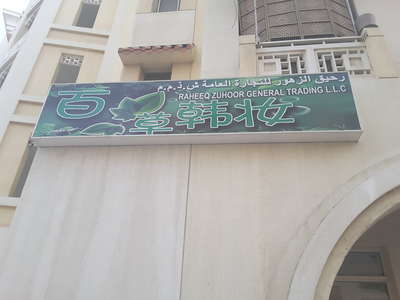 رحيق الزهور للتجارة العامة ش.ذ.م.م
RAHEEQ ZUHOOR GENERAL TRADING L.L.C
百草韩妆